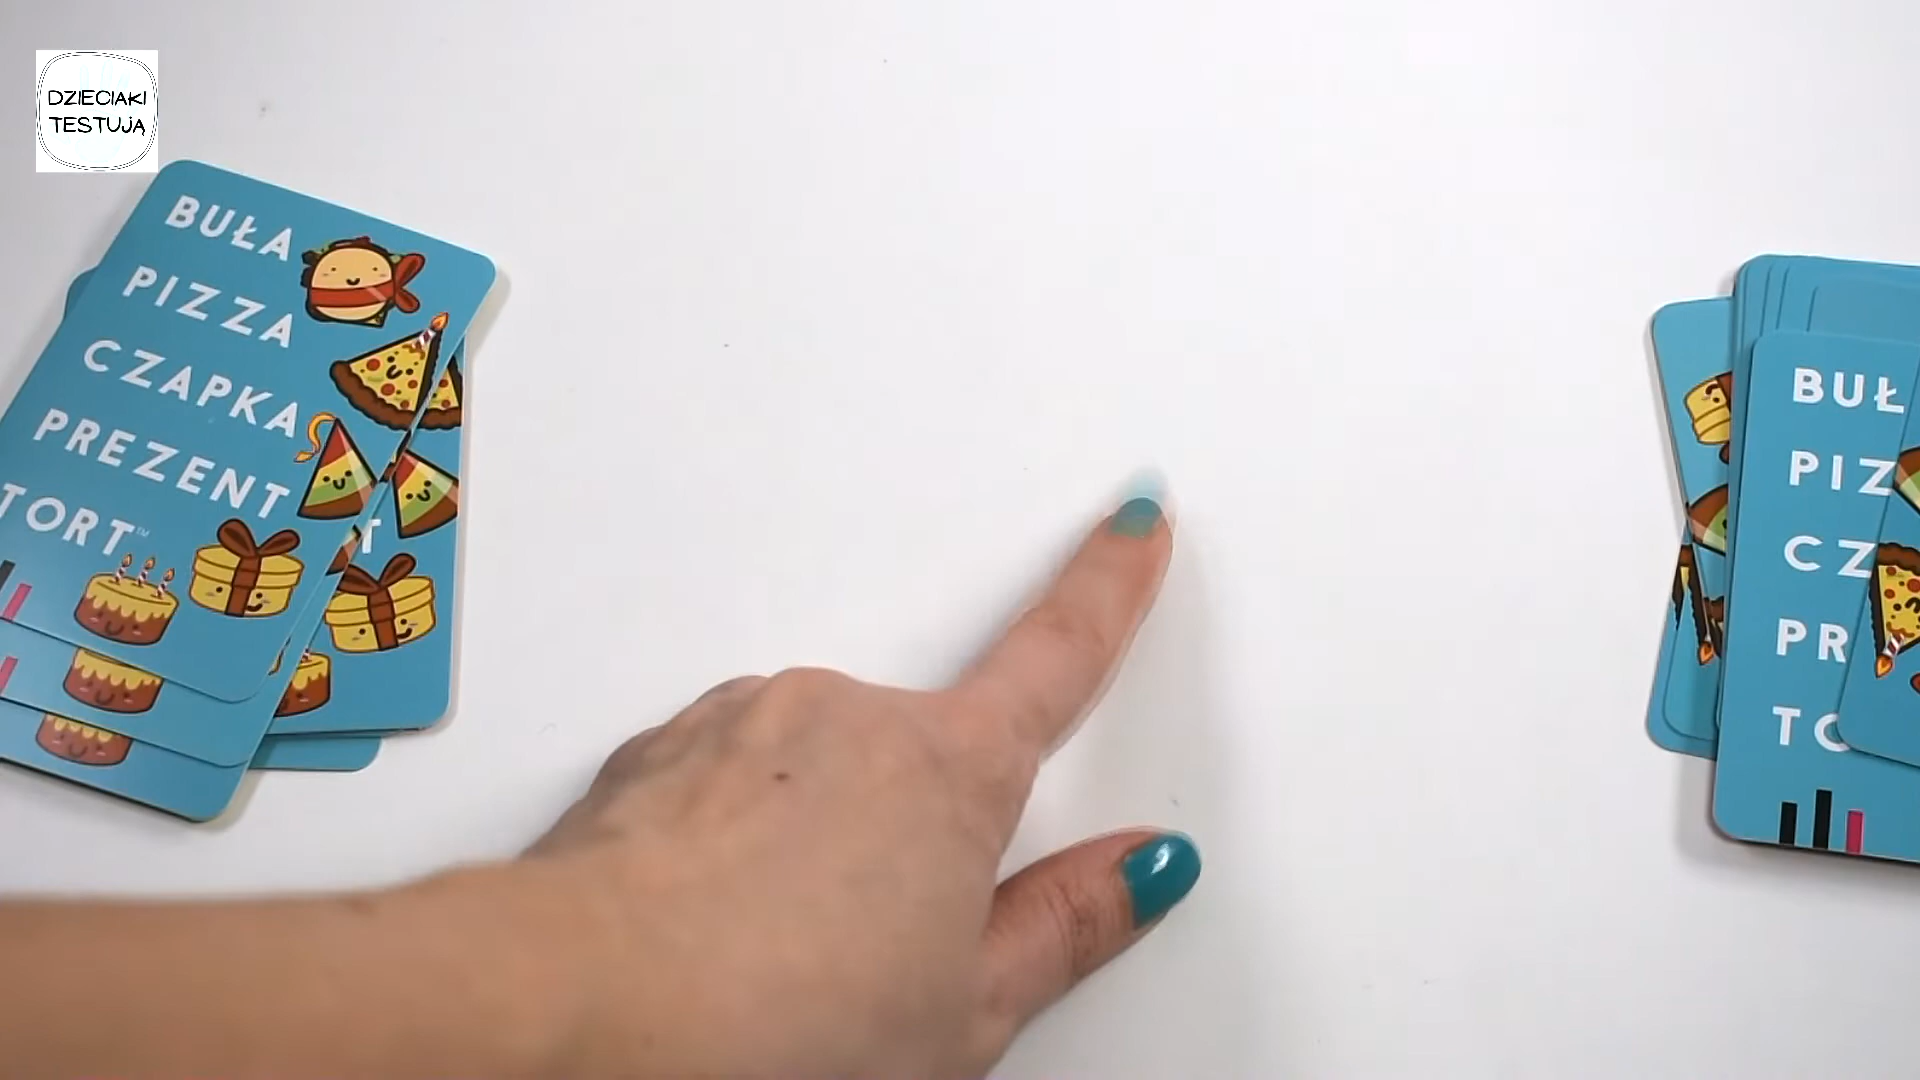 DZIECIAKI
TESTUJĄ
BUŁA
PIZZA
CZAPKA
PREZENT
TORT™
T
BUŁ
PIZ
CZ
PR
TO